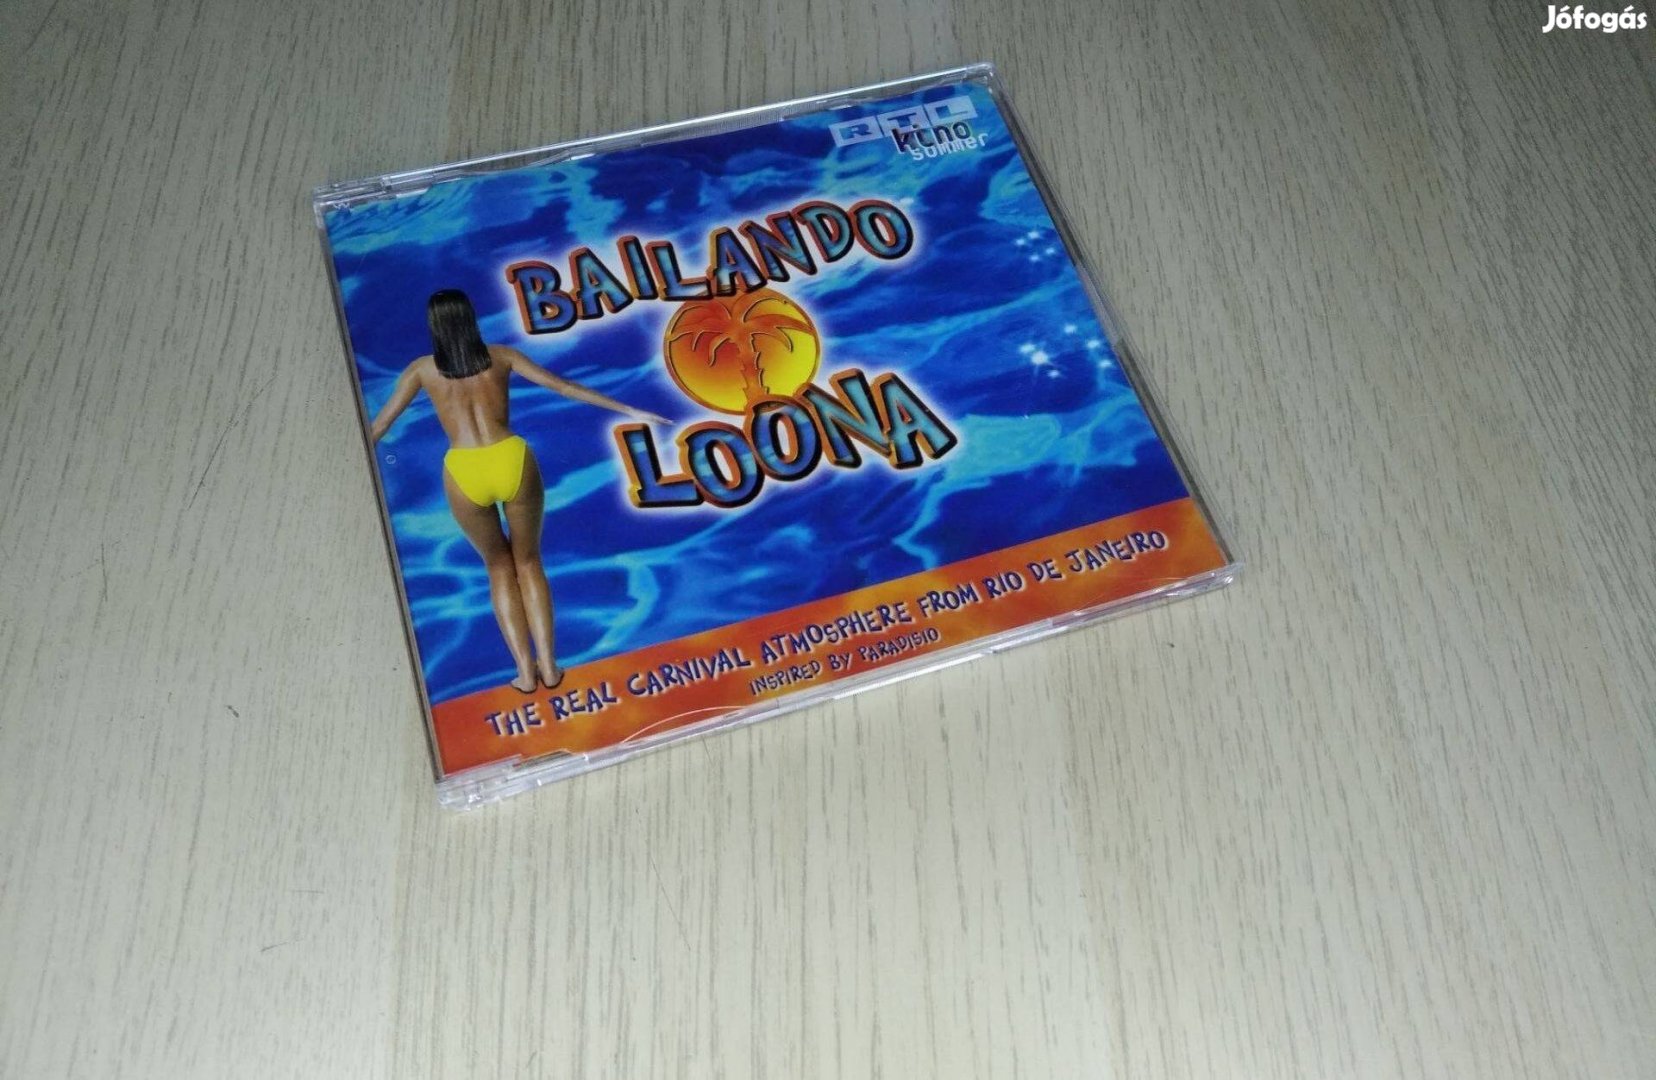 Jófogás
RTL
kino
summer
BAILANDO
LOONA
THE REAL CARNIVAL ATMOSPHERE FROM RIO DE JANEIRO
INSPIRED BY PARADISIO